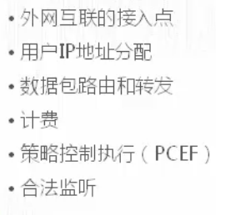 • 外网互联的接入点
• 用户IP地址分配
• 数据包路由和转发
• 计费
• 策略控制执行（PCEF）
• 合法监听